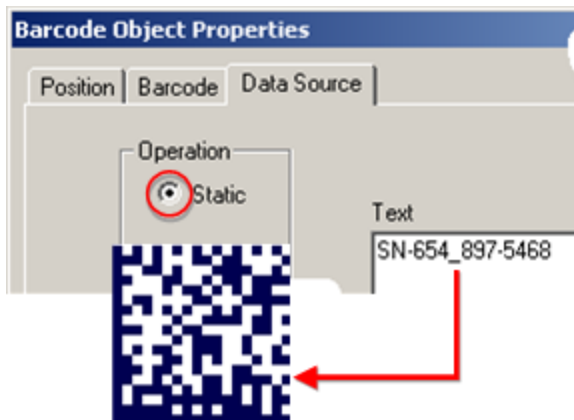 Barcode Object Properties
Position Barcode Data Source
Operation
Static
Text
SN-654_897-5468